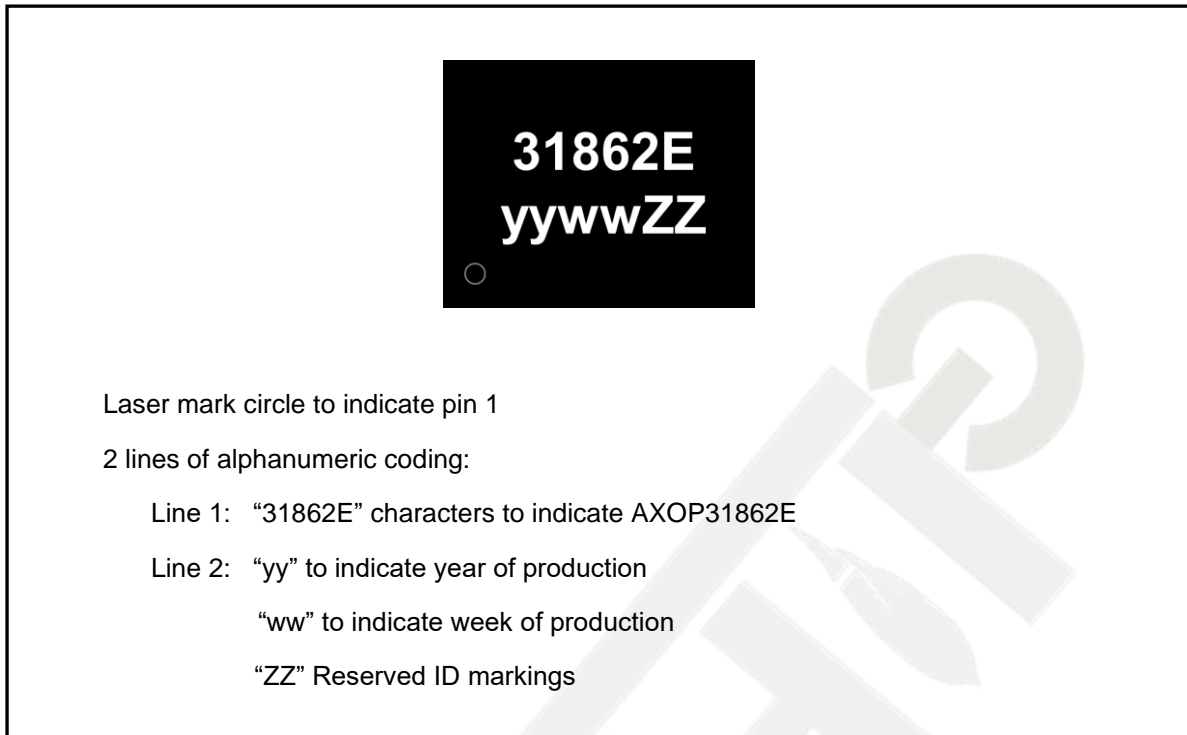 31862E
yywwZZ
Laser mark circle to indicate pin 1
2 lines of alphanumeric coding:
Line 1: “31862E” characters to indicate AXOP31862E
Line 2: “yy” to indicate year of production
“ww” to indicate week of production
“ZZ” Reserved ID markings